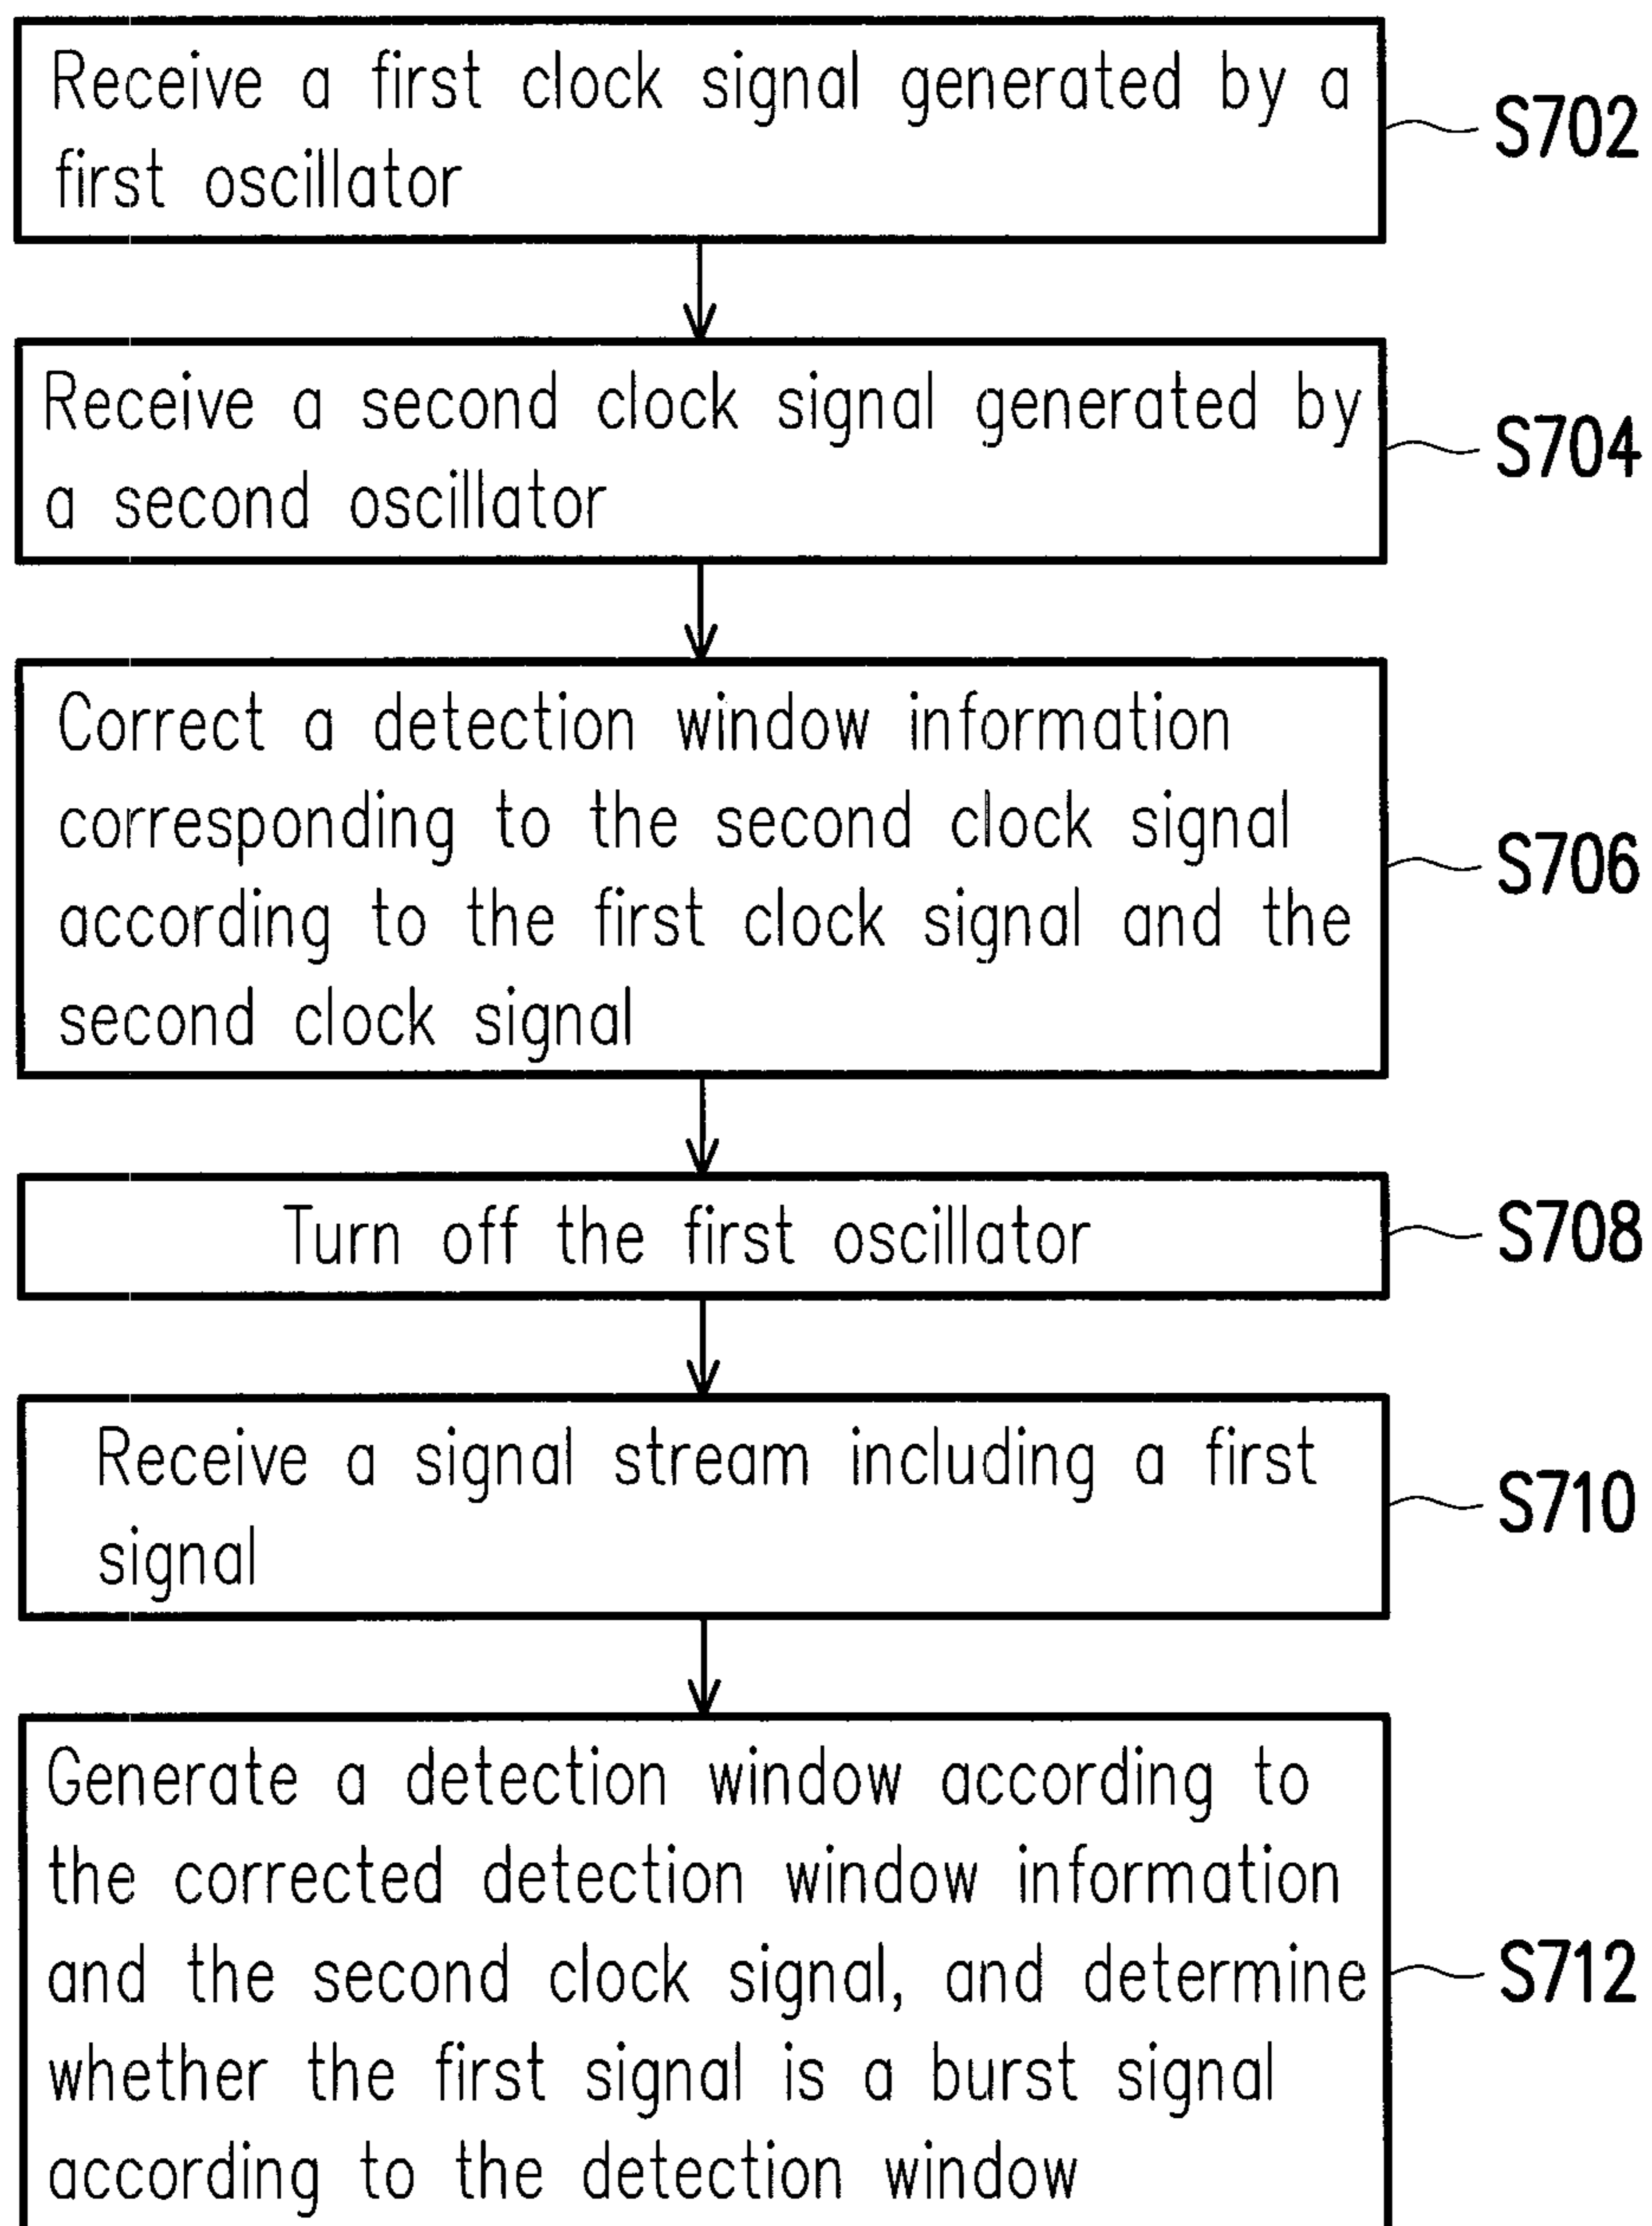 Receive a first clock signal generated by a
first oscillator
S702
Receive a second clock signal generated by
a second oscillator
S704
Correct a detection window information
corresponding to the second clock signal
according to the first clock signal and the
second clock signal
S706
Turn off the first oscillator
S708
Receive a signal stream including a first
signal
S710
Generate a detection window according to
the corrected detection window information
and the second clock signal, and determine
whether the first signal is a burst signal
according to the detection window
S712